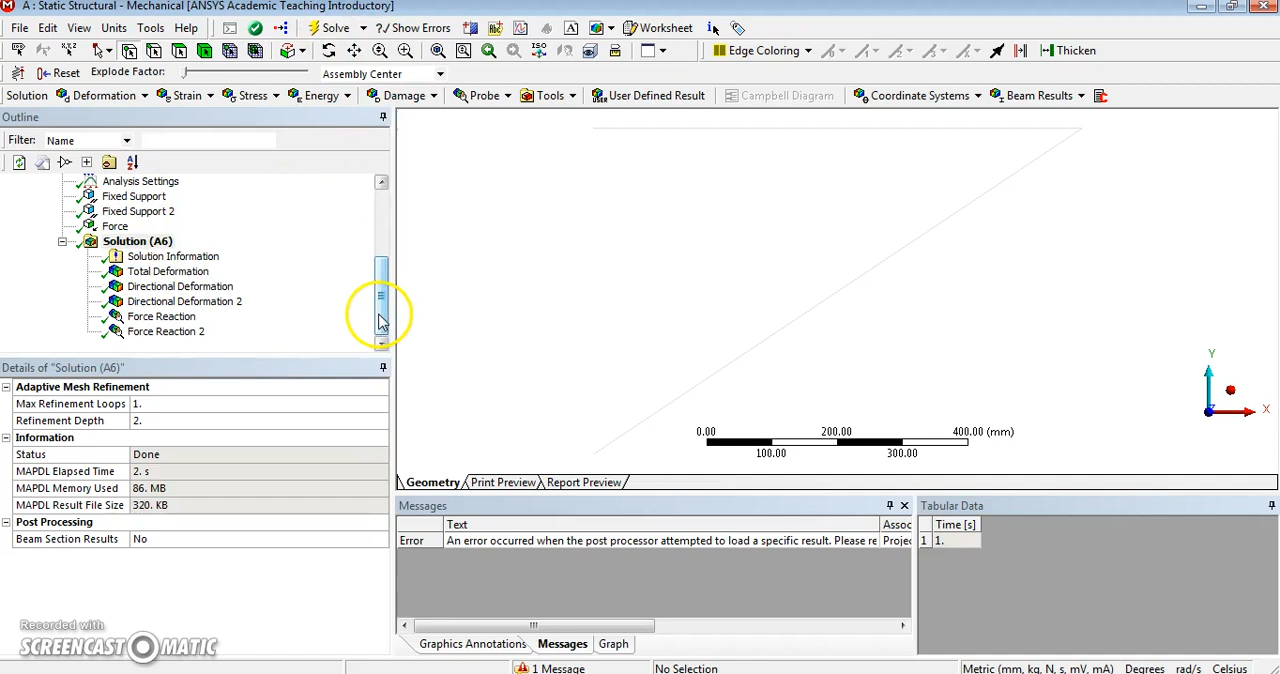 A : Static Structural - Mechanical [ANSYS Academic Teaching Introductory]
File Edit View Units Tools Help Solve ?/ Show Errors Worksheet
Edge Coloring Thicken
Reset Explode Factor: Assembly Center
Solution Deformation Strain Stress Energy Damage Probe Tools User Defined Result Campbell Diagram Coordinate Systems Beam Results
Outline
Filter: Name
Analysis Settings
Fixed Support
Fixed Support 2
Force
Solution (A6)
Solution Information
Total Deformation
Directional Deformation
Directional Deformation 2
Force Reaction
Force Reaction 2
Details of "Solution (A6)"
Adaptive Mesh Refinement
Max Refinement Loops 1.
Refinement Depth 2.
Information
Status Done
MAPDL Elapsed Time 2. s
MAPDL Memory Used 86. MB
MAPDL Result File Size 320. KB
Post Processing
Beam Section Results No
Recorded with
SCREENCAST MATIC
Y
X
Z
0.00 200.00 400.00 (mm)
100.00 300.00
Geometry Print Preview Report Preview
Messages
Text Assoc
Error An error occurred when the post processor attempted to load a specific result. Please re Projec
Graphics Annotations Messages Graph
Tabular Data
Time [s]
1 1.
1 Message No Selection Metric (mm, kg, N, s, mV, mA) Degrees rad/s Celsius